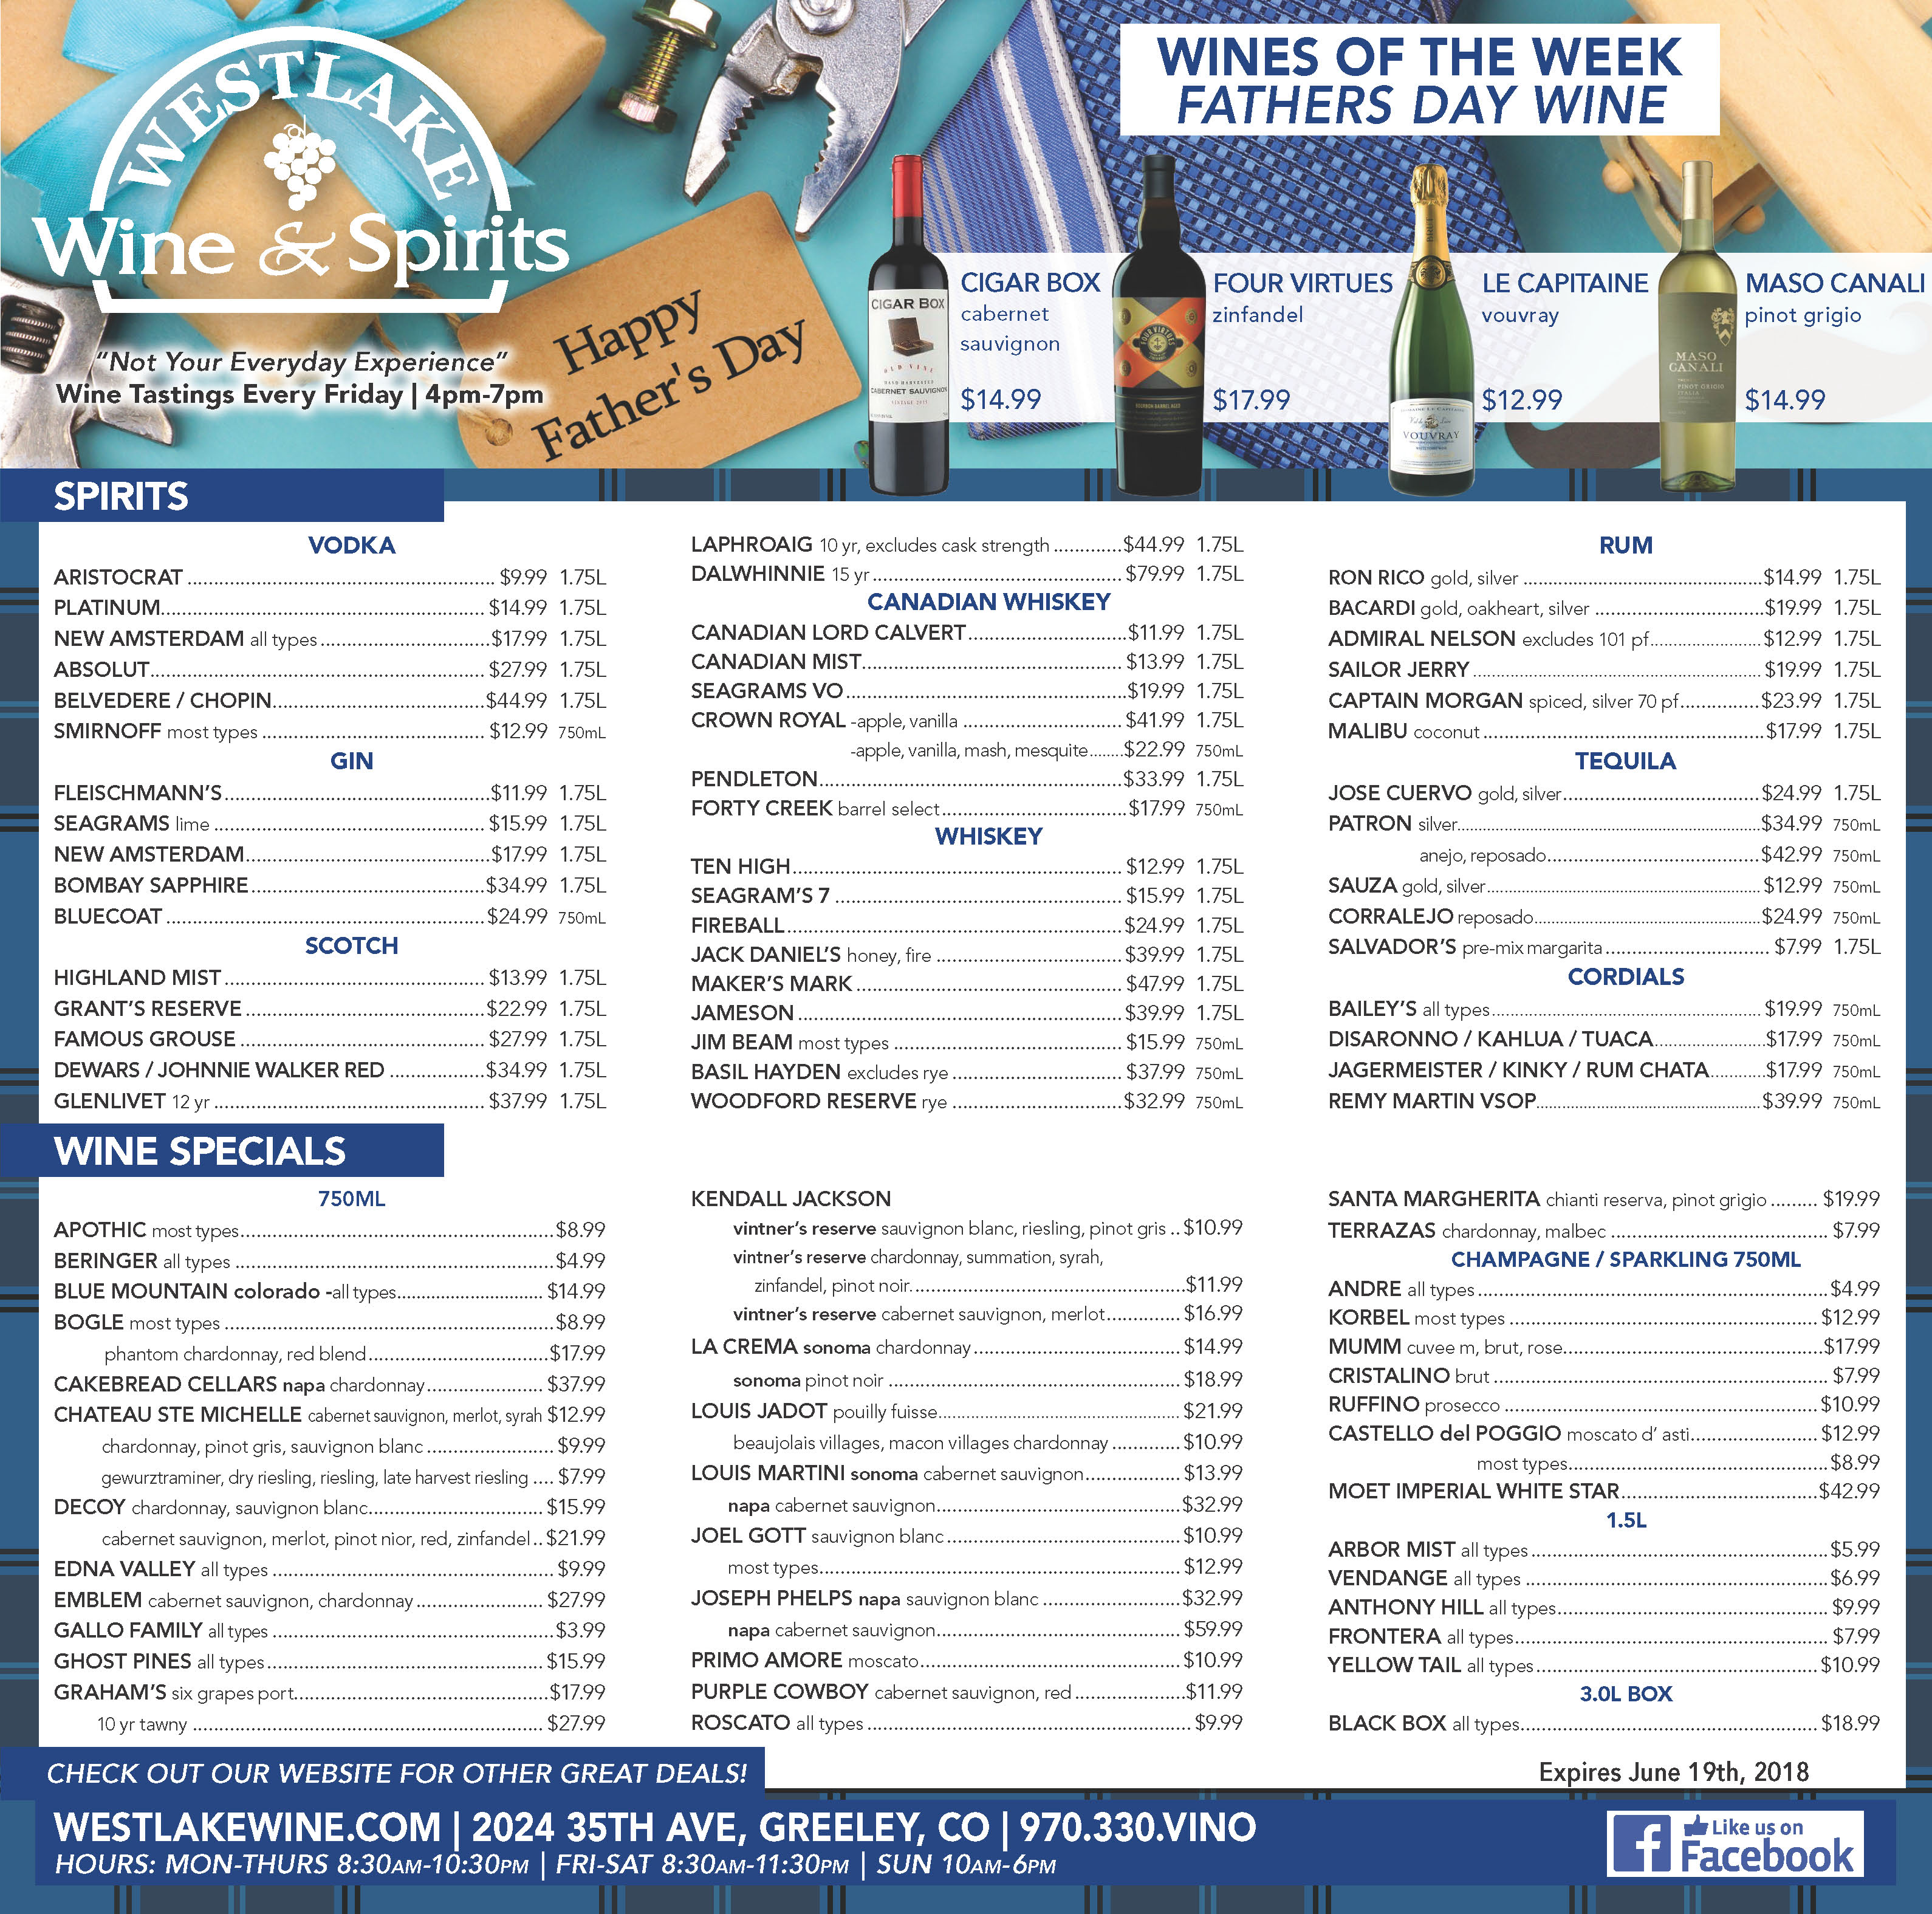 WESTLAKE
Wine & Spirits
"Not Your Everyday Experience"
Wine Tastings Every Friday | 4pm-7pm
Happy
Father's Day
WINES OF THE WEEK
FATHERS DAY WINE
CIGAR BOX
OLD VINE
HAND HARVESTED
CABERNET SAUVIGNON
CIGAR BOX
cabernet
sauvignon
$14.99
FOUR VIRTUES
BOURBON BARREL AGED
FOUR VIRTUES
zinfandel
$17.99
VOUVRAY
LE CAPITAINE
vouvray
$12.99
MASO
CANALI
PINOT GRIGIO
ITALIA
MASO CANALI
pinot grigio
$14.99
SPIRITS
VODKA
ARISTOCRAT $9.99 1.75L
PLATINUM $14.99 1.75L
NEW AMSTERDAM all types $17.99 1.75L
ABSOLUT $27.99 1.75L
BELVEDERE / CHOPIN $44.99 1.75L
SMIRNOFF most types $12.99 750mL
GIN
FLEISCHMANN'S $11.99 1.75L
SEAGRAMS lime $15.99 1.75L
NEW AMSTERDAM $17.99 1.75L
BOMBAY SAPPHIRE $34.99 1.75L
BLUECOAT $24.99 750mL
SCOTCH
HIGHLAND MIST $13.99 1.75L
GRANT'S RESERVE $22.99 1.75L
FAMOUS GROUSE $27.99 1.75L
DEWARS / JOHNNIE WALKER RED $34.99 1.75L
GLENLIVET 12 yr $37.99 1.75L
LAPHROAIG 10 yr, excludes cask strength $44.99 1.75L
DALWHINNIE 15 yr $79.99 1.75L
CANADIAN WHISKEY
CANADIAN LORD CALVERT $11.99 1.75L
CANADIAN MIST $13.99 1.75L
SEAGRAMS VO $19.99 1.75L
CROWN ROYAL -apple, vanilla $41.99 1.75L
-apple, vanilla, mash, mesquite $22.99 750mL
PENDLETON $33.99 1.75L
FORTY CREEK barrel select $17.99 750mL
WHISKEY
TEN HIGH $12.99 1.75L
SEAGRAM'S 7 $15.99 1.75L
FIREBALL $24.99 1.75L
JACK DANIEL'S honey, fire $39.99 1.75L
MAKER'S MARK $47.99 1.75L
JAMESON $39.99 1.75L
JIM BEAM most types $15.99 750mL
BASIL HAYDEN excludes rye $37.99 750mL
WOODFORD RESERVE rye $32.99 750mL
RUM
RON RICO gold, silver $14.99 1.75L
BACARDI gold, oakheart, silver $19.99 1.75L
ADMIRAL NELSON excludes 101 pf $12.99 1.75L
SAILOR JERRY $19.99 1.75L
CAPTAIN MORGAN spiced, silver 70 pf $23.99 1.75L
MALIBU coconut $17.99 1.75L
TEQUILA
JOSE CUERVO gold, silver $24.99 1.75L
PATRON silver $34.99 750mL
anejo, reposado $42.99 750mL
SAUZA gold, silver $12.99 750mL
CORRALEJO reposado $24.99 750mL
SALVADOR'S pre-mix margarita $7.99 1.75L
CORDIALS
BAILEY'S all types $19.99 750mL
DISARONNO / KAHLUA / TUACA $17.99 750mL
JAGERMEISTER / KINKY / RUM CHATA $17.99 750mL
REMY MARTIN VSOP $39.99 750mL
WINE SPECIALS
750ML
APOTHIC most types $8.99
BERINGER all types $4.99
BLUE MOUNTAIN colorado -all types $14.99
BOGLE most types $8.99
phantom chardonnay, red blend $17.99
CAKEBREAD CELLARS napa chardonnay $37.99
CHATEAU STE MICHELLE cabernet sauvignon, merlot, syrah $12.99
chardonnay, pinot gris, sauvignon blanc $9.99
gewurztraminer, dry riesling, riesling, late harvest riesling $7.99
DECOY chardonnay, sauvignon blanc $15.99
cabernet sauvignon, merlot, pinot nior, red, zinfandel $21.99
EDNA VALLEY all types $9.99
EMBLEM cabernet sauvignon, chardonnay $27.99
GALLO FAMILY all types $3.99
GHOST PINES all types $15.99
GRAHAM'S six grapes port $17.99
10 yr tawny $27.99
KENDALL JACKSON
vintner's reserve sauvignon blanc, riesling, pinot gris $10.99
vintner's reserve chardonnay, summation, syrah,
zinfandel, pinot noir $11.99
vintner's reserve cabernet sauvignon, merlot $16.99
LA CREMA sonoma chardonnay $14.99
sonoma pinot noir $18.99
LOUIS JADOT pouilly fuisse $21.99
beaujolais villages, macon villages chardonnay $10.99
LOUIS MARTINI sonoma cabernet sauvignon $13.99
napa cabernet sauvignon $32.99
JOEL GOTT sauvignon blanc $10.99
most types $12.99
JOSEPH PHELPS napa sauvignon blanc $32.99
napa cabernet sauvignon $59.99
PRIMO AMORE moscato $10.99
PURPLE COWBOY cabernet sauvignon, red $11.99
ROSCATO all types $9.99
SANTA MARGHERITA chianti reserva, pinot grigio $19.99
TERRAZAS chardonnay, malbec $7.99
CHAMPAGNE / SPARKLING 750ML
ANDRE all types $4.99
KORBEL most types $12.99
MUMM cuvee m, brut, rose $17.99
CRISTALINO brut $7.99
RUFFINO prosecco $10.99
CASTELLO del POGGIO moscato d' asti $12.99
most types $8.99
MOET IMPERIAL WHITE STAR $42.99
1.5L
ARBOR MIST all types $5.99
VENDANGE all types $6.99
ANTHONY HILL all types $9.99
FRONTERA all types $7.99
YELLOW TAIL all types $10.99
3.0L BOX
BLACK BOX all types $18.99
CHECK OUT OUR WEBSITE FOR OTHER GREAT DEALS!
Expires June 19th, 2018
WESTLAKEWINE.COM | 2024 35TH AVE, GREELEY, CO | 970.330.VINO
HOURS: MON-THURS 8:30AM-10:30PM | FRI-SAT 8:30AM-11:30PM | SUN 10AM-6PM
f Like us on
Facebook